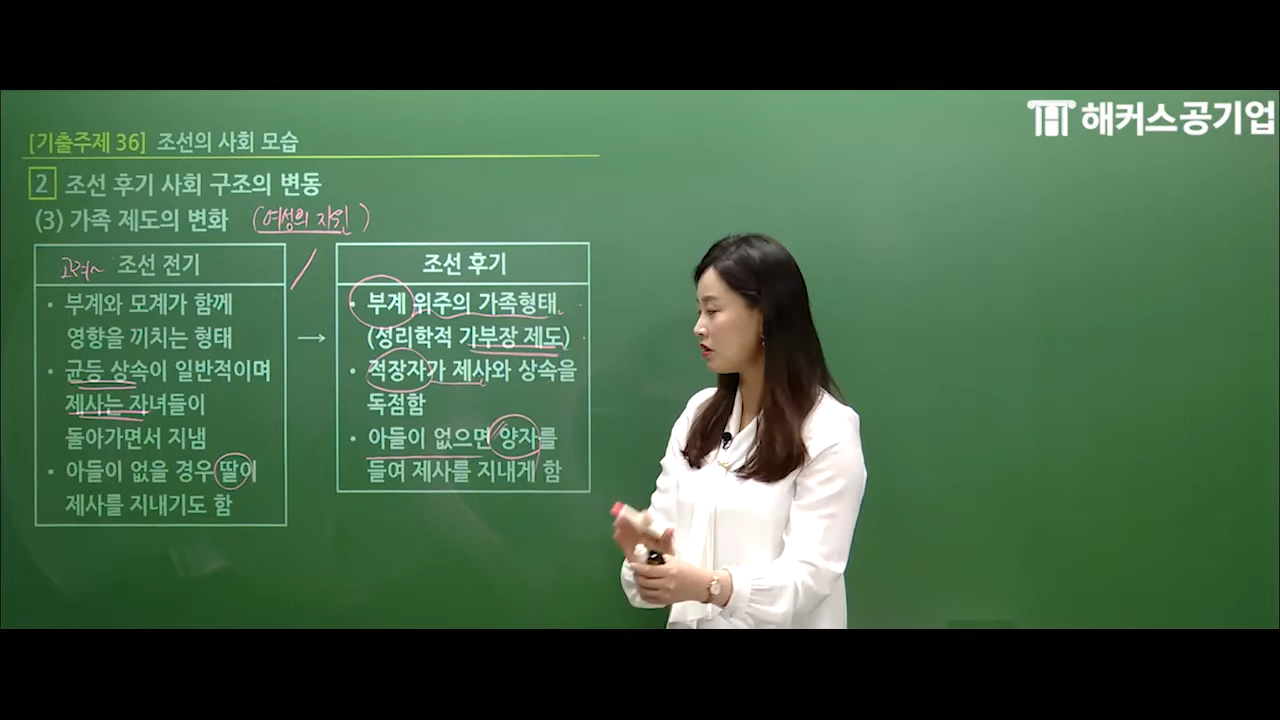 해커스공기업
[기출주제 36] 조선의 사회 모습
2 조선 후기 사회 구조의 변동
(3) 가족 제도의 변화 (여성의 지위)
고려~ 조선 전기
• 부계와 모계가 함께
영향을 끼치는 형태
• 균등 상속이 일반적이며
제사는 자녀들이
돌아가면서 지냄
• 아들이 없을 경우 딸이
제사를 지내기도 함
→
조선 후기
• 부계 위주의 가족형태
(성리학적 가부장 제도)
• 적장자가 제사와 상속을
독점함
• 아들이 없으면 양자를
들여 제사를 지내게 함